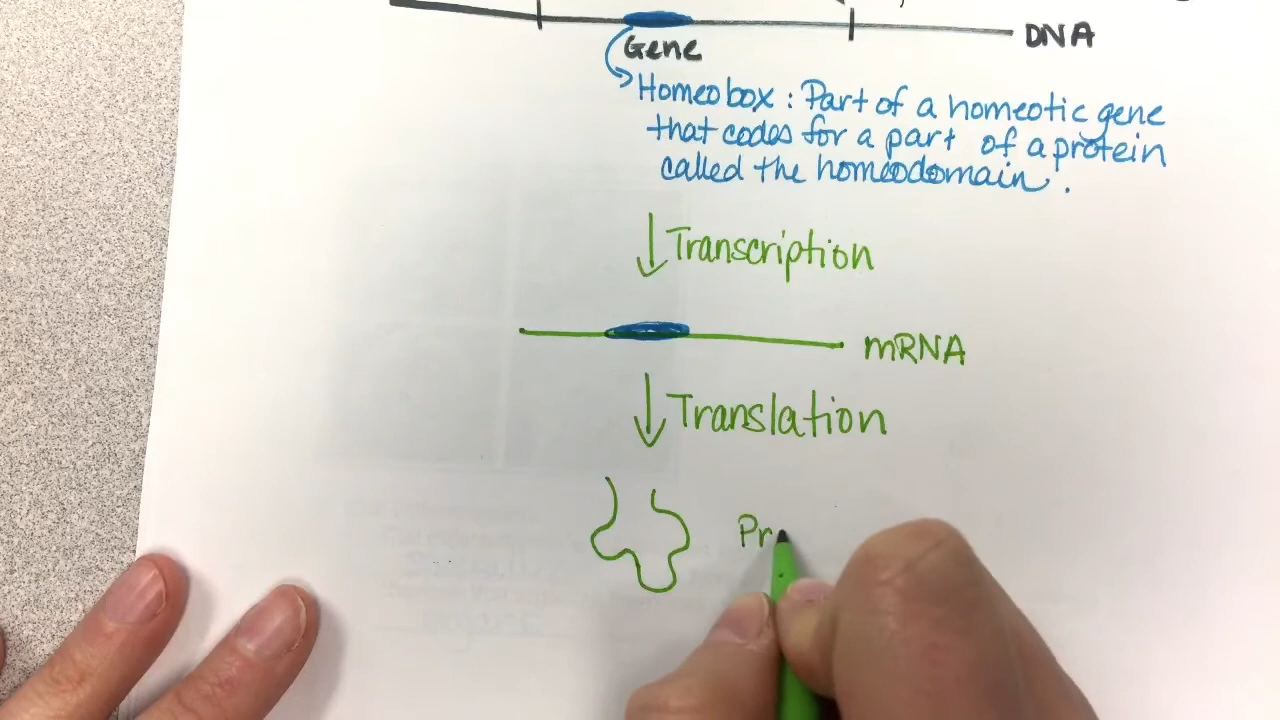 DNA
Gene
Homeobox : Part of a homeotic gene
that codes for a part of a protein
called the homeodomain.
Transcription
mRNA
Translation
Pr